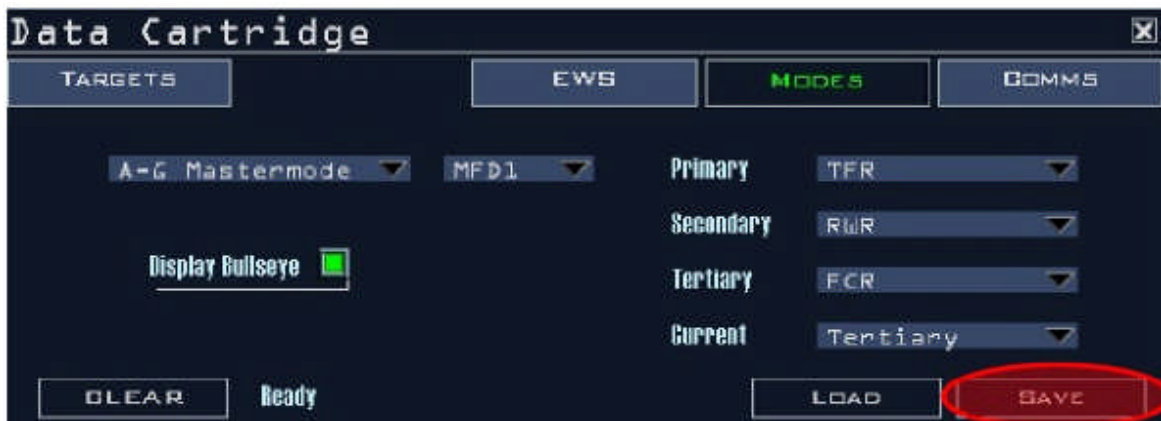 Data Cartridge
TARGETS EWS MODES COMMS
A-G Mastermode MFD1 Primary TFR
Secondary RWR
Display Bullseye
Tertiary FCR
Current Tertiary
CLEAR Ready LOAD SAVE